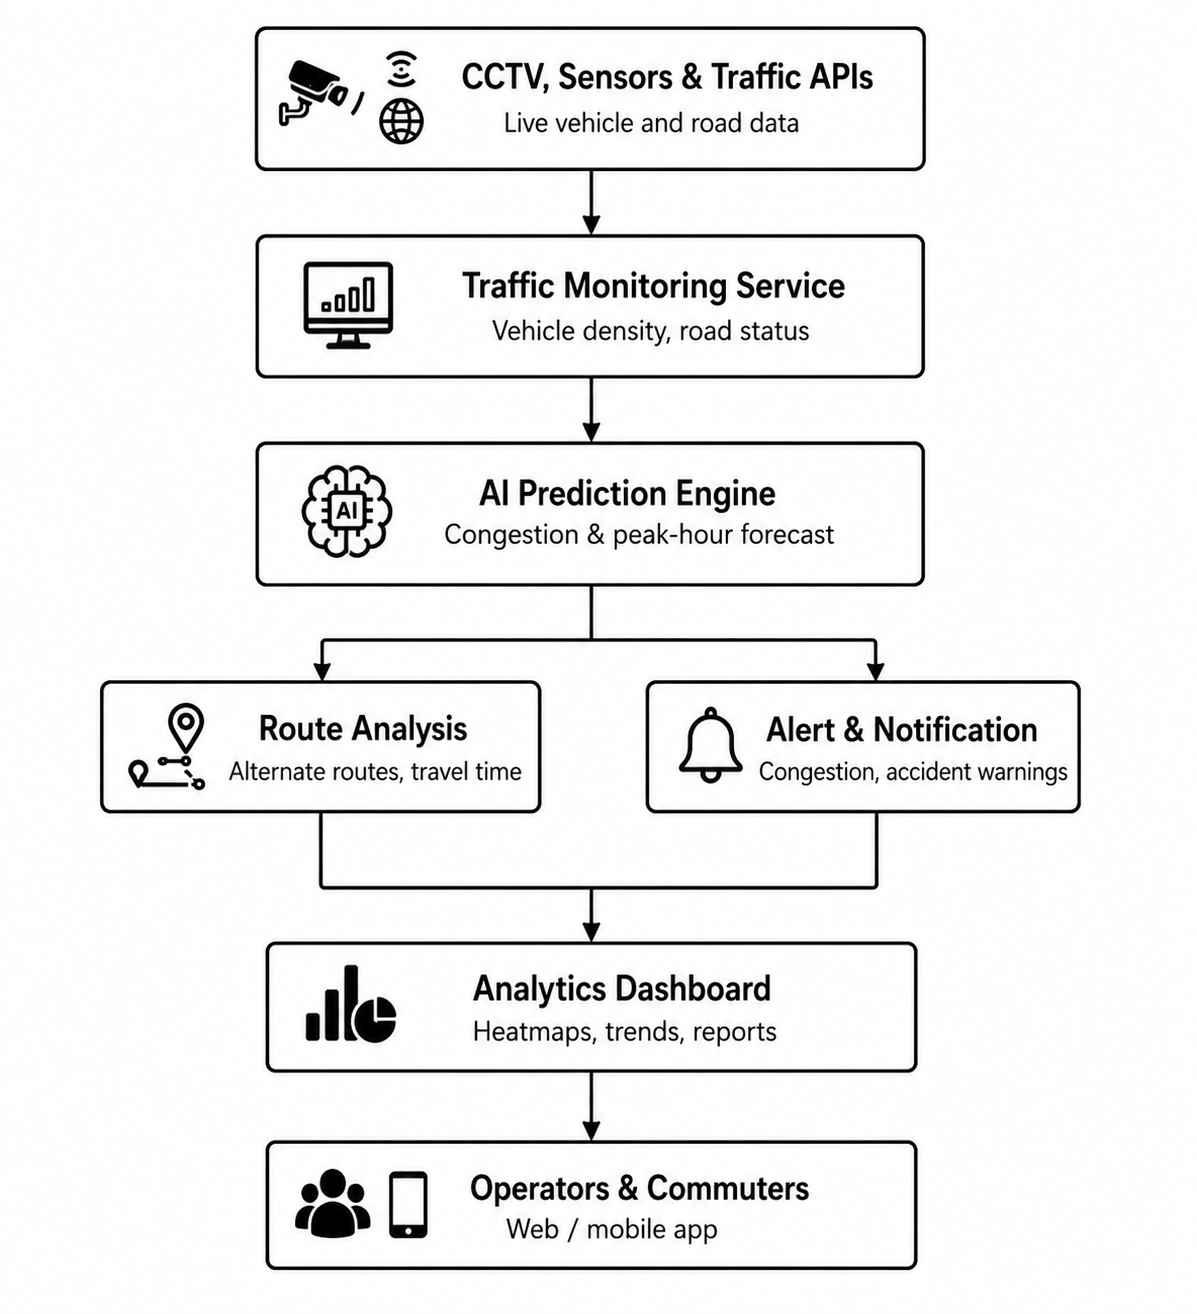 CCTV, Sensors & Traffic APIs
Live vehicle and road data
Traffic Monitoring Service
Vehicle density, road status
AI
AI Prediction Engine
Congestion & peak-hour forecast
Route Analysis
Alternate routes, travel time
Alert & Notification
Congestion, accident warnings
Analytics Dashboard
Heatmaps, trends, reports
Operators & Commuters
Web / mobile app